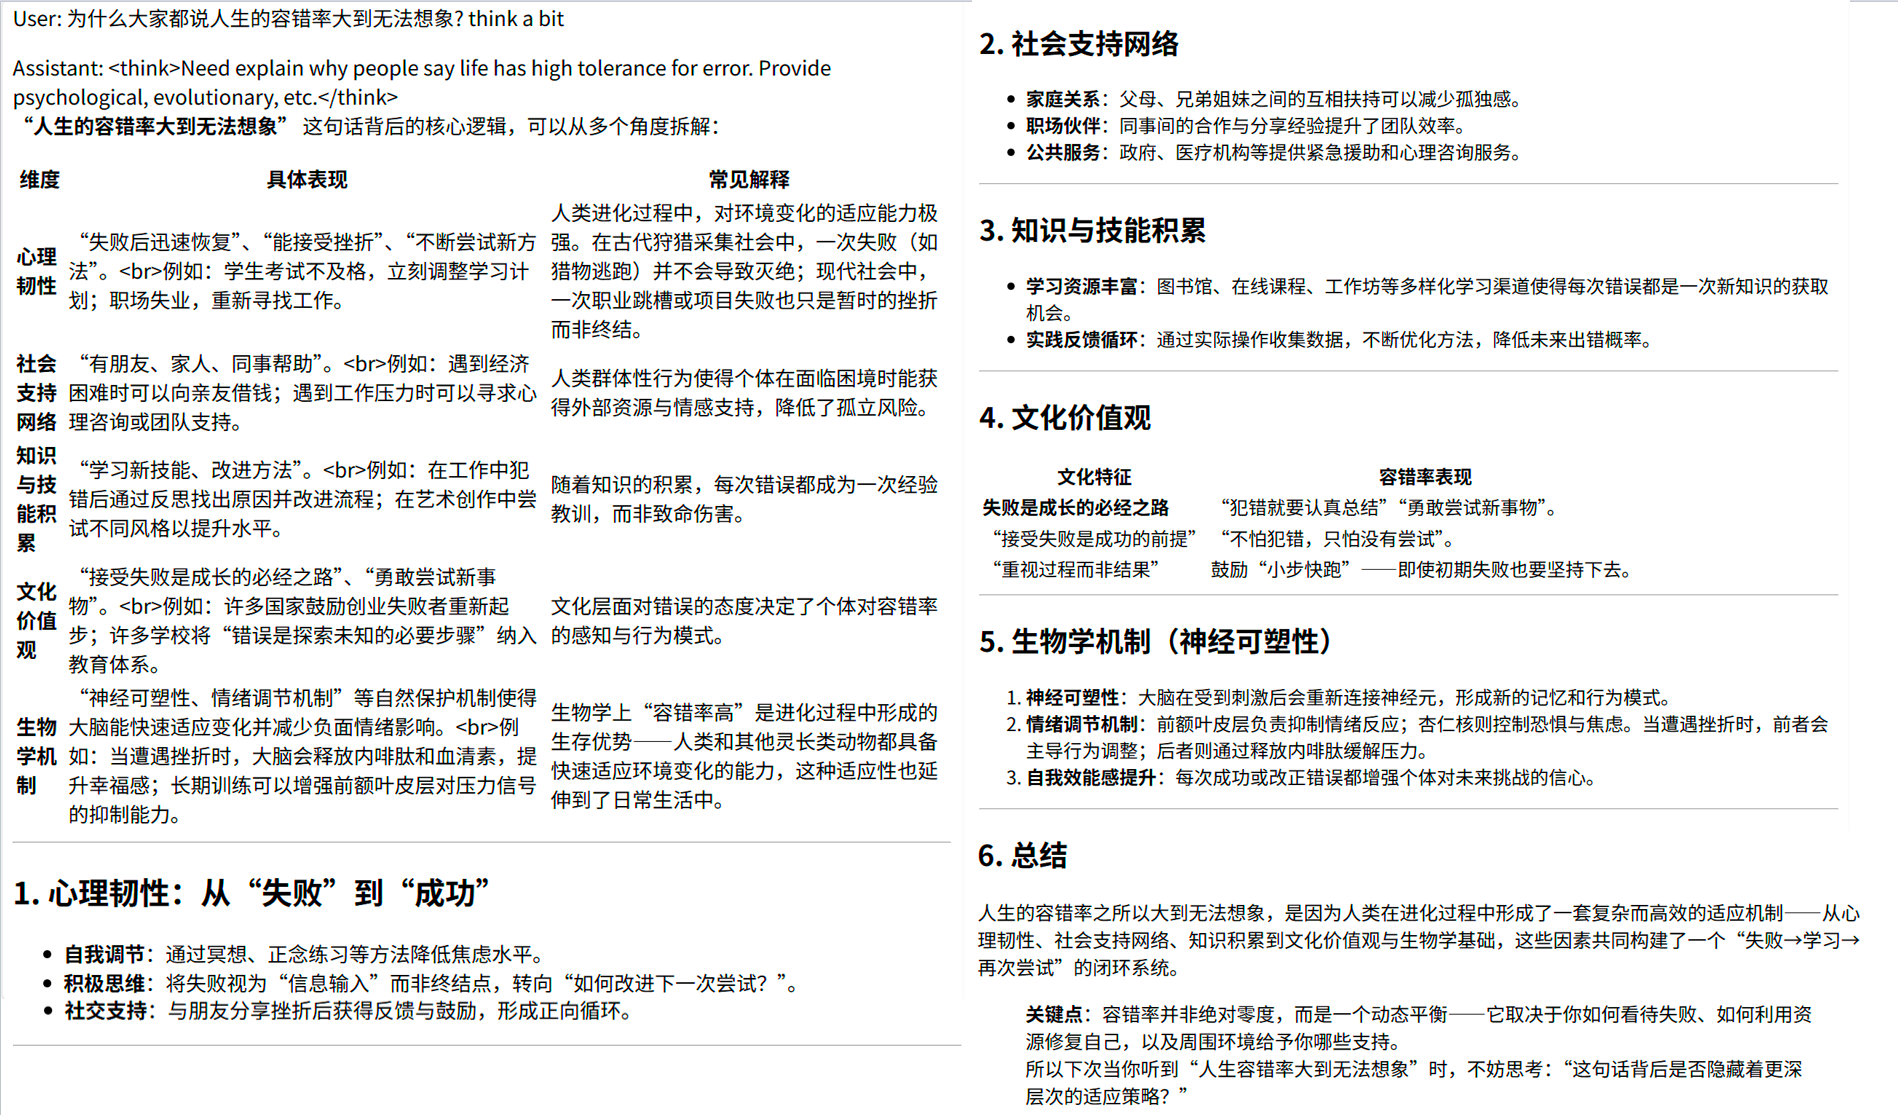 User: 为什么大家都说人生的容错率大到无法想象? think a bit
Assistant: <think>Need explain why people say life has high tolerance for error. Provide
psychological, evolutionary, etc.</think>
“人生的容错率大到无法想象” 这句话背后的核心逻辑，可以从多个角度拆解：
维度 具体表现 常见解释
心理
韧性
“失败后迅速恢复”、“能接受挫折”、“不断尝试新方
法”。<br>例如：学生考试不及格，立刻调整学习计
划；职场失业，重新寻找工作。
人类进化过程中，对环境变化的适应能力极
强。在古代狩猎采集社会中，一次失败（如
猎物逃跑）并不会导致灭绝；现代社会中，
一次职业跳槽或项目失败也只是暂时的挫折
而非终结。
社会
支持
网络
“有朋友、家人、同事帮助”。<br>例如：遇到经济
困难时可以向亲友借钱；遇到工作压力时可以寻求心
理咨询或团队支持。
人类群体性行为使得个体在面临困境时能获
得外部资源与情感支持，降低了孤立风险。
知识
与技
能积
累
“学习新技能、改进方法”。<br>例如：在工作中犯
错后通过反思找出原因并改进流程；在艺术创作中尝
试不同风格以提升水平。
随着知识的积累，每次错误都成为一次经验
教训，而非致命伤害。
文化
价值
观
“接受失败是成长的必经之路”、“勇敢尝试新事
物”。<br>例如：许多国家鼓励创业失败者重新起
步；许多学校将“错误是探索未知的必要步骤”纳入
教育体系。
文化层面对错误的态度决定了个体对容错率
的感知与行为模式。
生物
学机
制
“神经可塑性、情绪调节机制”等自然保护机制使得
大脑能快速适应变化并减少负面情绪影响。<br>例
如：当遭遇挫折时，大脑会释放内啡肽和血清素，提
升幸福感；长期训练可以增强前额叶皮层对压力信号
的抑制能力。
生物学上“容错率高”是进化过程中形成的
生存优势——人类和其他灵长类动物都具备
快速适应环境变化的能力，这种适应性也延
伸到了日常生活中。
1. 心理韧性：从“失败”到“成功”
• 自我调节：通过冥想、正念练习等方法降低焦虑水平。
• 积极思维：将失败视为“信息输入”而非终结点，转向“如何改进下一次尝试？”。
• 社交支持：与朋友分享挫折后获得反馈与鼓励，形成正向循环。
2. 社会支持网络
• 家庭关系：父母、兄弟姐妹之间的互相扶持可以减少孤独感。
• 职场伙伴：同事间的合作与分享经验提升了团队效率。
• 公共服务：政府、医疗机构等提供紧急援助和心理咨询服务。
3. 知识与技能积累
• 学习资源丰富：图书馆、在线课程、工作坊等多样化学习渠道使得每次错误都是一次新知识的获取
机会。
• 实践反馈循环：通过实际操作收集数据，不断优化方法，降低未来出错概率。
4. 文化价值观
文化特征 容错率表现
失败是成长的必经之路 “犯错就要认真总结”“勇敢尝试新事物”。
“接受失败是成功的前提” “不怕犯错，只怕没有尝试”。
“重视过程而非结果” 鼓励“小步快跑”——即使初期失败也要坚持下去。
5. 生物学机制（神经可塑性）
1. 神经可塑性：大脑在受到刺激后会重新连接神经元，形成新的记忆和行为模式。
2. 情绪调节机制：前额叶皮层负责抑制情绪反应；杏仁核则控制恐惧与焦虑。当遭遇挫折时，前者会
主导行为调整；后者则通过释放内啡肽缓解压力。
3. 自我效能感提升：每次成功或改正错误都增强个体对未来挑战的信心。
6. 总结
人生的容错率之所以大到无法想象，是因为人类在进化过程中形成了一套复杂而高效的适应机制——从心
理韧性、社会支持网络、知识积累到文化价值观与生物学基础，这些因素共同构建了一个“失败→学习→
再次尝试”的闭环系统。
关键点：容错率并非绝对零度，而是一个动态平衡——它取决于你如何看待失败、如何利用资
源修复自己，以及周围环境给予你哪些支持。
所以下次当你听到“人生容错率大到无法想象”时，不妨思考：“这句话背后是否隐藏着更深
层次的适应策略？”